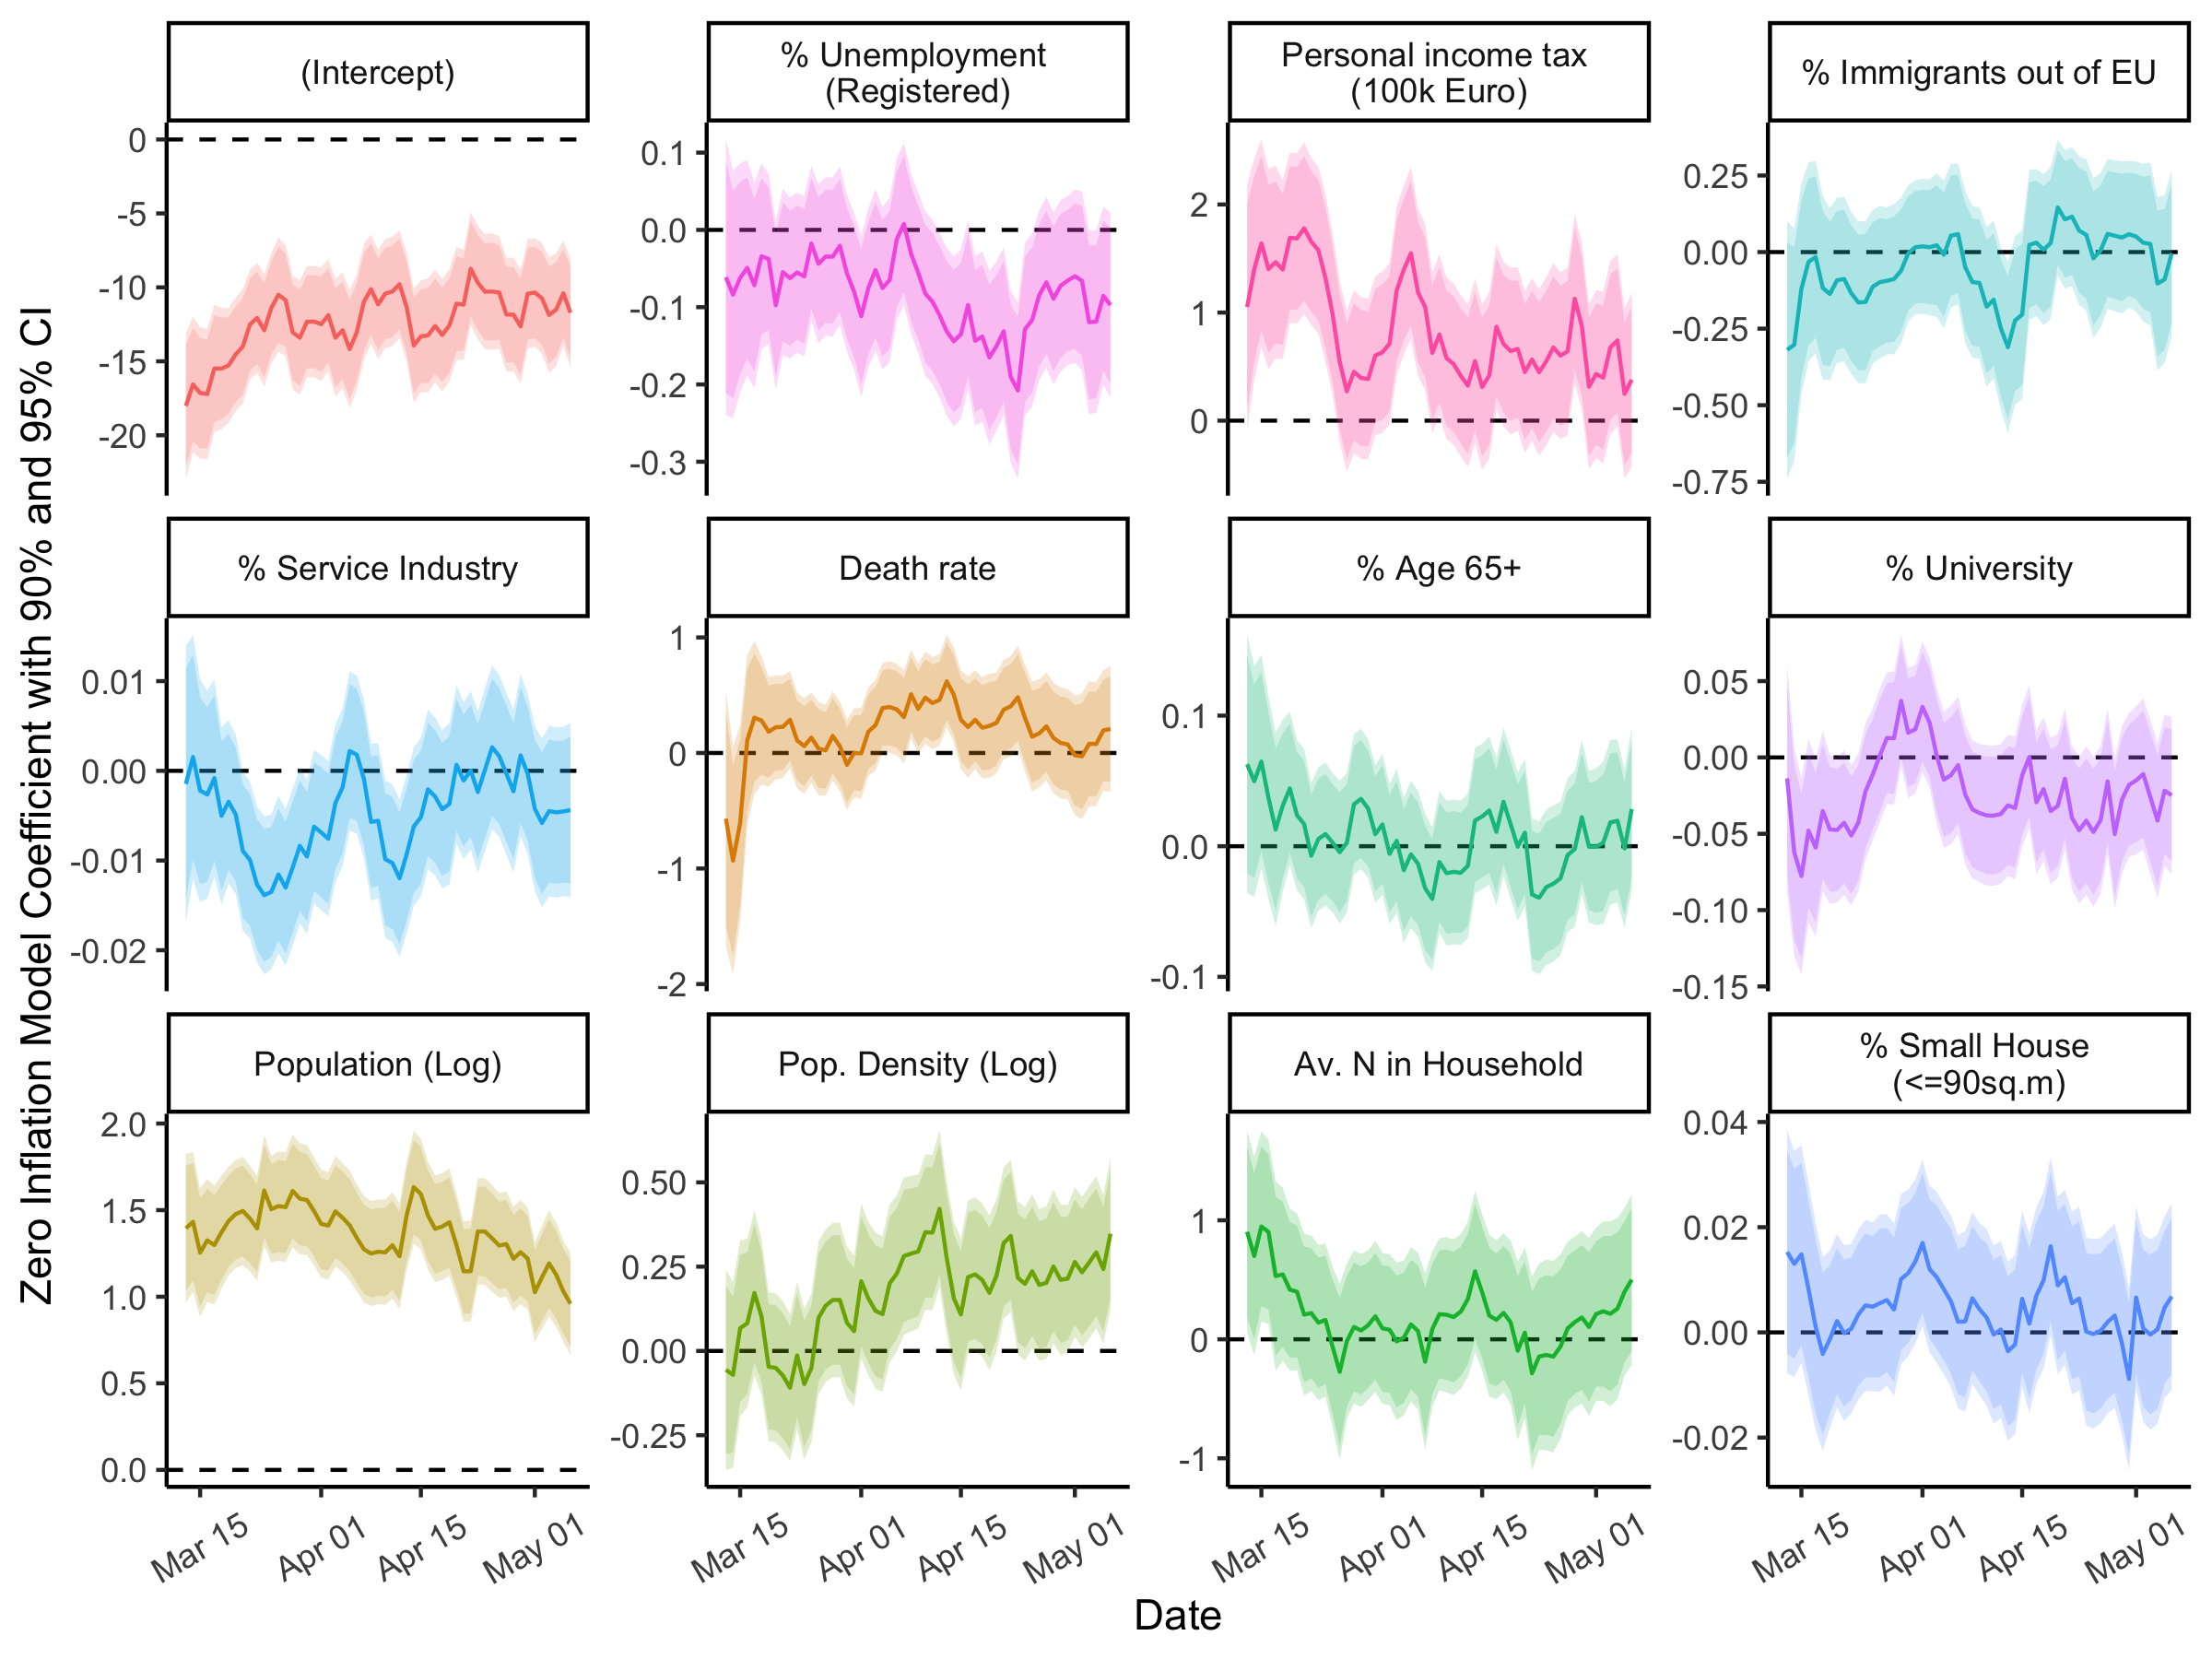 Zero Inflation Model Coefficient with 90% and 95% CI
(Intercept)
0
-5
-10
-15
-20
% Unemployment
(Registered)
0.1
0.0
-0.1
-0.2
-0.3
Personal income tax
(100k Euro)
2
1
0
% Immigrants out of EU
0.25
0.00
-0.25
-0.50
-0.75
% Service Industry
0.01
0.00
-0.01
-0.02
Death rate
1
0
-1
-2
% Age 65+
0.1
0.0
-0.1
% University
0.05
0.00
-0.05
-0.10
-0.15
Population (Log)
2.0
1.5
1.0
0.5
0.0
Pop. Density (Log)
0.50
0.25
0.00
-0.25
Av. N in Household
1
0
-1
% Small House
(<=90sq.m)
0.04
0.02
0.00
-0.02
Mar 15 Apr 01 Apr 15 May 01
Mar 15 Apr 01 Apr 15 May 01
Mar 15 Apr 01 Apr 15 May 01
Mar 15 Apr 01 Apr 15 May 01
Date